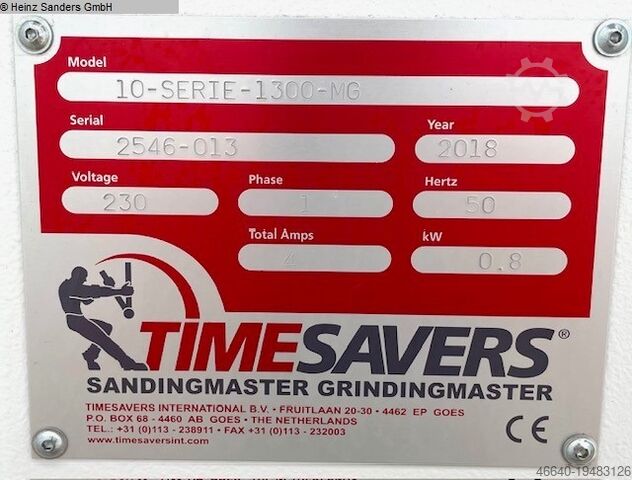 © Heinz Sanders GmbH
Model
10-SERIE-1300-MG
Serial
2546-013
Year
2018
Voltage
230
Phase
1
Hertz
50
Total Amps
4
kW
0.8
TIMESAVERS®
SANDINGMASTER GRINDINGMASTER
TIMESAVERS INTERNATIONAL B.V. • FRUITLAAN 20-30 • 4462 EP GOES
P.O. BOX 68 - 4460 AB GOES • THE NETHERLANDS
TEL.: +31 (0)113 - 238911 • FAX +31 (0)113 - 232003
www.timesaversint.com
CE
46640-19483126